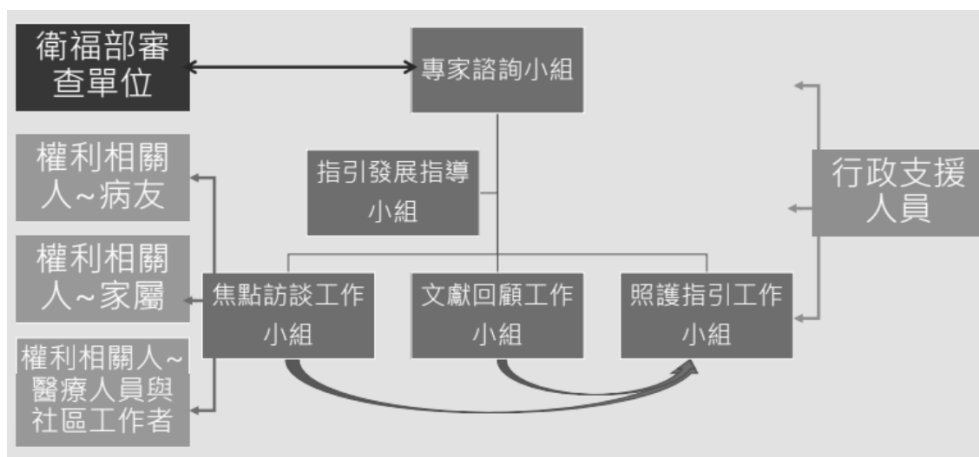 衛福部審
查單位
專家諮詢小組
權利相關
人~病友
指引發展指導
小組
行政支援
人員
權利相關
人~家屬
焦點訪談工作
小組
文獻回顧工作
小組
照護指引工作
小組
權利相關人~
醫療人員與
社區工作者